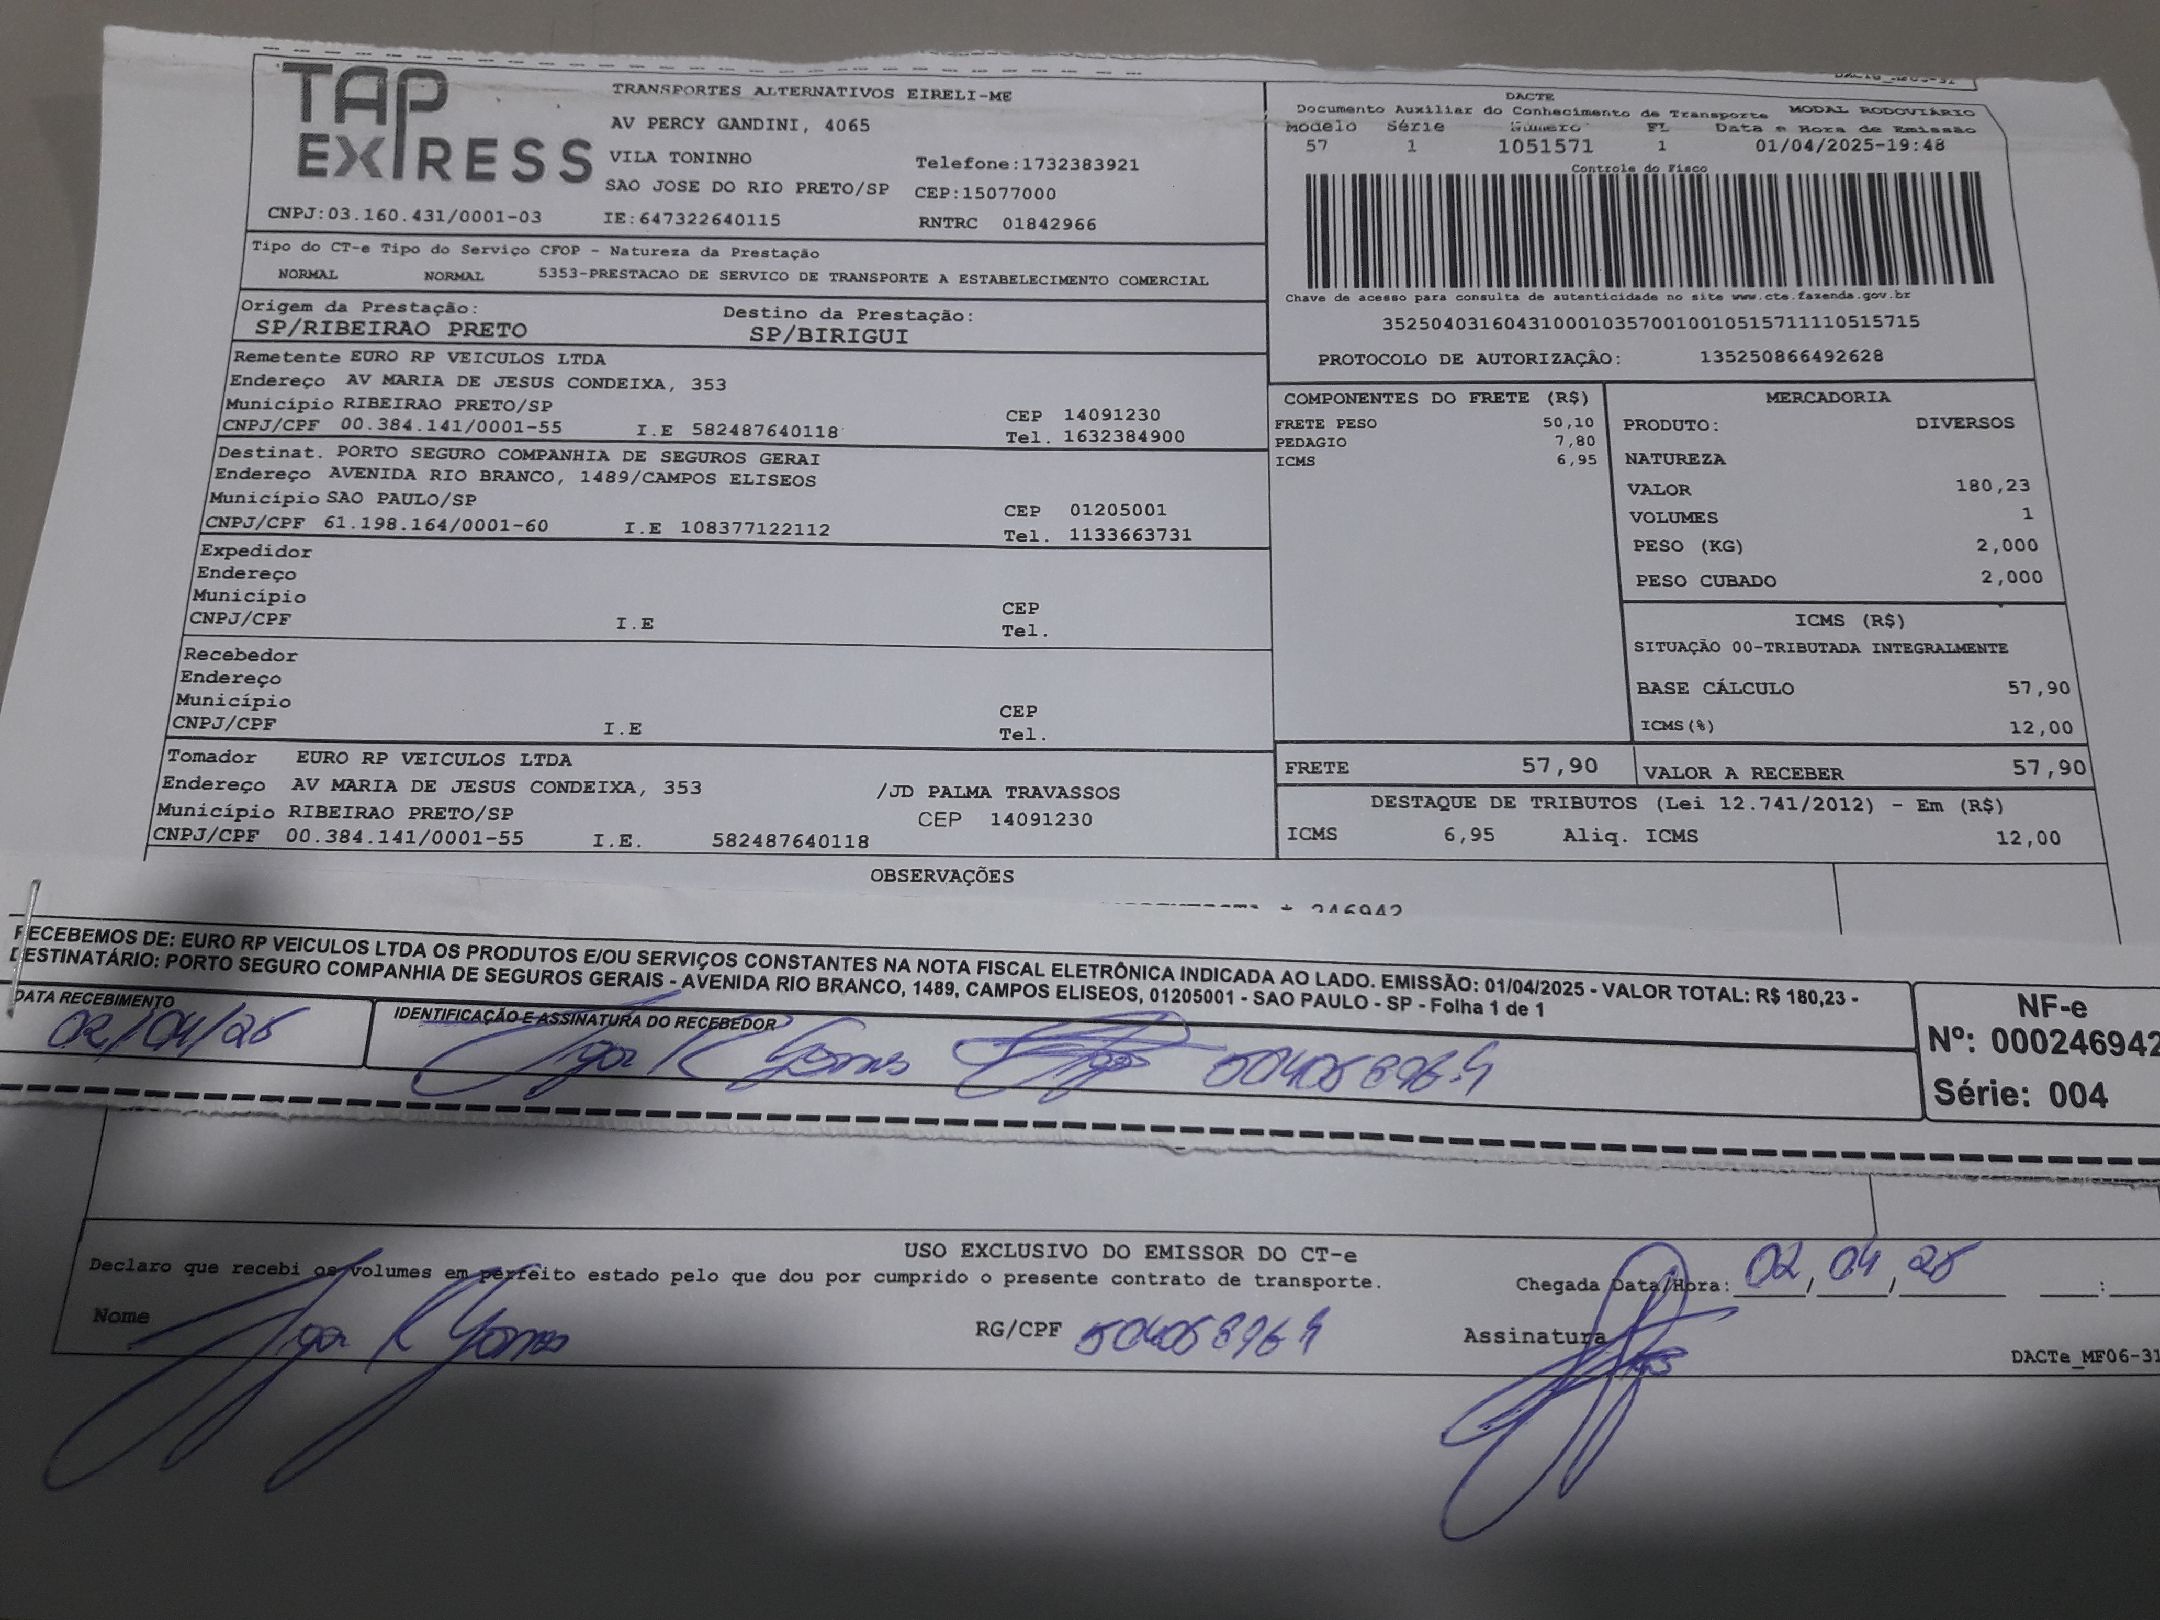 TAP EXPRESS
TRANSPORTES ALTERNATIVOS EIRELI-ME
AV PERCY GANDINI, 4065
VILA TONINHO Telefone:1732383921
SAO JOSE DO RIO PRETO/SP CEP:15077000
CNPJ:03.160.431/0001-03 IE:647322640115 RNTRC 01842966
Tipo do CT-e Tipo do Serviço CFOP - Natureza da Prestação
NORMAL NORMAL 5353-PRESTACAO DE SERVICO DE TRANSPORTE A ESTABELECIMENTO COMERCIAL
Origem da Prestação: Destino da Prestação:
SP/RIBEIRAO PRETO SP/BIRIGUI
Remetente EURO RP VEICULOS LTDA
Endereço AV MARIA DE JESUS CONDEIXA, 353
Município RIBEIRAO PRETO/SP CEP 14091230
CNPJ/CPF 00.384.141/0001-55 I.E 582487640118 Tel. 1632384900
Destinat. PORTO SEGURO COMPANHIA DE SEGUROS GERAI
Endereço AVENIDA RIO BRANCO, 1489/CAMPOS ELISEOS
Município SAO PAULO/SP CEP 01205001
CNPJ/CPF 61.198.164/0001-60 I.E 108377122112 Tel. 1133663731
Expedidor
Endereço
Município CEP
CNPJ/CPF I.E Tel.
Recebedor
Endereço
Município CEP
CNPJ/CPF I.E Tel.
Tomador EURO RP VEICULOS LTDA
Endereço AV MARIA DE JESUS CONDEIXA, 353 /JD PALMA TRAVASSOS
Município RIBEIRAO PRETO/SP CEP 14091230
CNPJ/CPF 00.384.141/0001-55 I.E. 582487640118
DACTE
Documento Auxiliar do Conhecimento de Transporte MODAL RODOVIÁRIO
Modelo Série Número FL Data e Hora de Emissão
57 1 1051571 1 01/04/2025-19:48
Controle do Fisco
Chave de acesso para consulta de autenticidade no site www.cte.fazenda.gov.br
35250403160431000103570010010515711110515715
PROTOCOLO DE AUTORIZAÇÃO: 135250866492628
COMPONENTES DO FRETE (R$)
FRETE PESO 50,10
PEDAGIO 7,80
ICMS 6,95
MERCADORIA
PRODUTO: DIVERSOS
NATUREZA
VALOR 180,23
VOLUMES 1
PESO (KG) 2,000
PESO CUBADO 2,000
ICMS (R$)
SITUAÇÃO 00-TRIBUTADA INTEGRALMENTE
BASE CÁLCULO 57,90
ICMS(%) 12,00
FRETE 57,90 VALOR A RECEBER 57,90
DESTAQUE DE TRIBUTOS (Lei 12.741/2012) - Em (R$)
ICMS 6,95 Aliq. ICMS 12,00
OBSERVAÇÕES
RECEBEMOS DE: EURO RP VEICULOS LTDA OS PRODUTOS E/OU SERVIÇOS CONSTANTES NA NOTA FISCAL ELETRÔNICA INDICADA AO LADO. EMISSÃO: 01/04/2025 - VALOR TOTAL: R$ 180,23 -
DESTINATÁRIO: PORTO SEGURO COMPANHIA DE SEGUROS GERAIS - AVENIDA RIO BRANCO, 1489, CAMPOS ELISEOS, 01205001 - SAO PAULO - SP - Folha 1 de 1
DATA RECEBIMENTO IDENTIFICAÇÃO E ASSINATURA DO RECEBEDOR
02/04/25 Igor K Gomes
NF-e
Nº: 000246942
Série: 004
USO EXCLUSIVO DO EMISSOR DO CT-e
Declaro que recebi os volumes em perfeito estado pelo que dou por cumprido o presente contrato de transporte. Chegada Data/Hora: 02, 04, 25 :
Nome Igor K Gomes RG/CPF Assinatura
DACTe_MF06-31